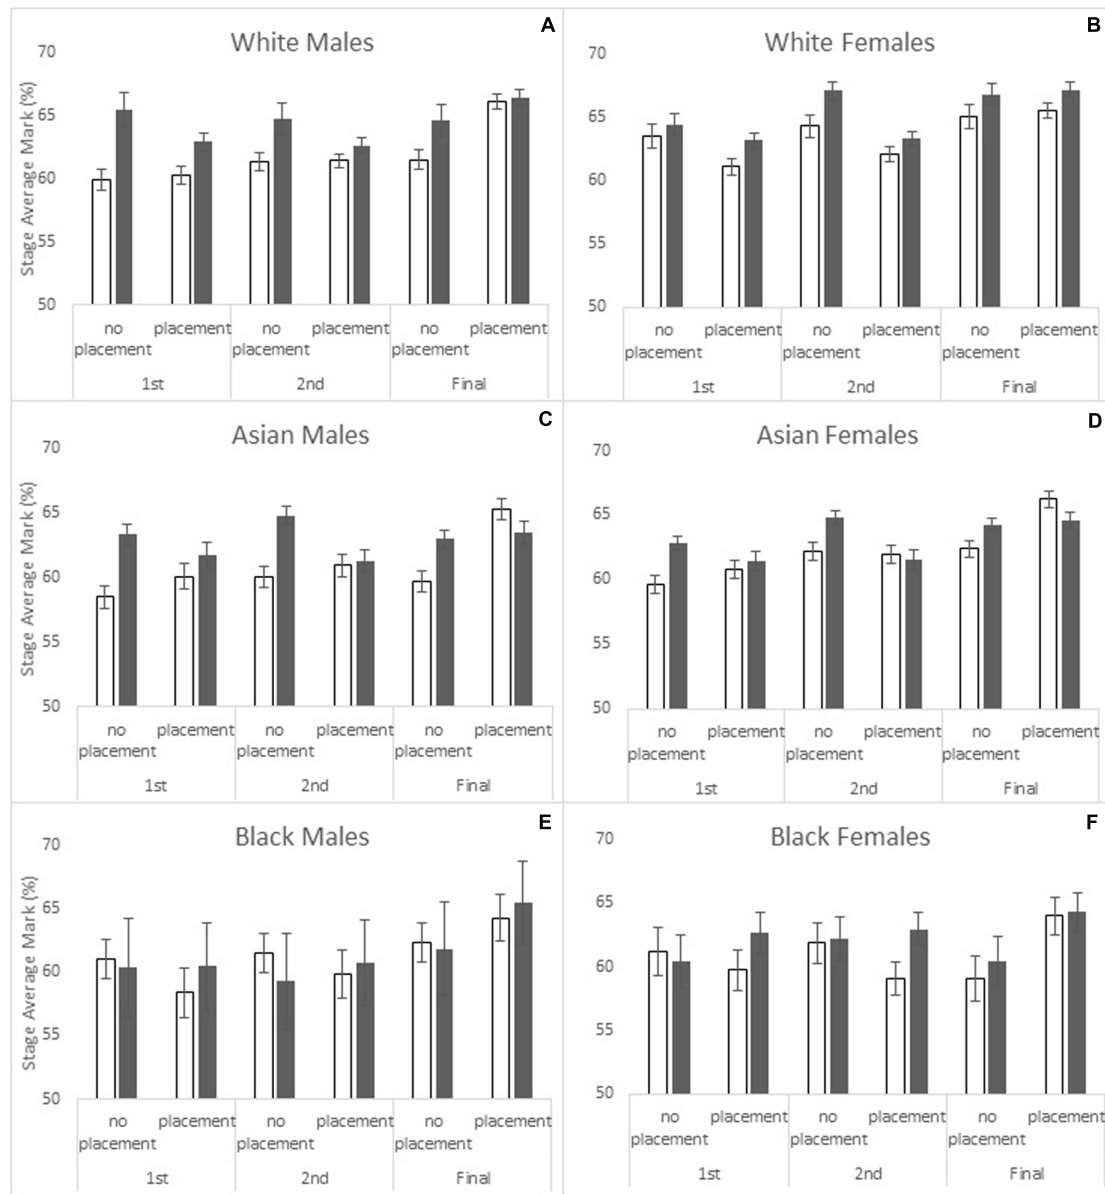 A
White Males
70
65
60
55
50
Stage Average Mark (%)
no placement
placement
no placement
placement
no placement
placement
1st
2nd
Final
B
White Females
70
65
60
55
50
no placement
placement
no placement
placement
no placement
placement
1st
2nd
Final
C
Asian Males
70
65
60
55
50
Stage Average Mark (%)
no placement
placement
no placement
placement
no placement
placement
1st
2nd
Final
D
Asian Females
70
65
60
55
50
no placement
placement
no placement
placement
no placement
placement
1st
2nd
Final
E
Black Males
70
65
60
55
50
Stage Average Mark (%)
no placement
placement
no placement
placement
no placement
placement
1st
2nd
Final
F
Black Females
70
65
60
55
50
no placement
placement
no placement
placement
no placement
placement
1st
2nd
Final